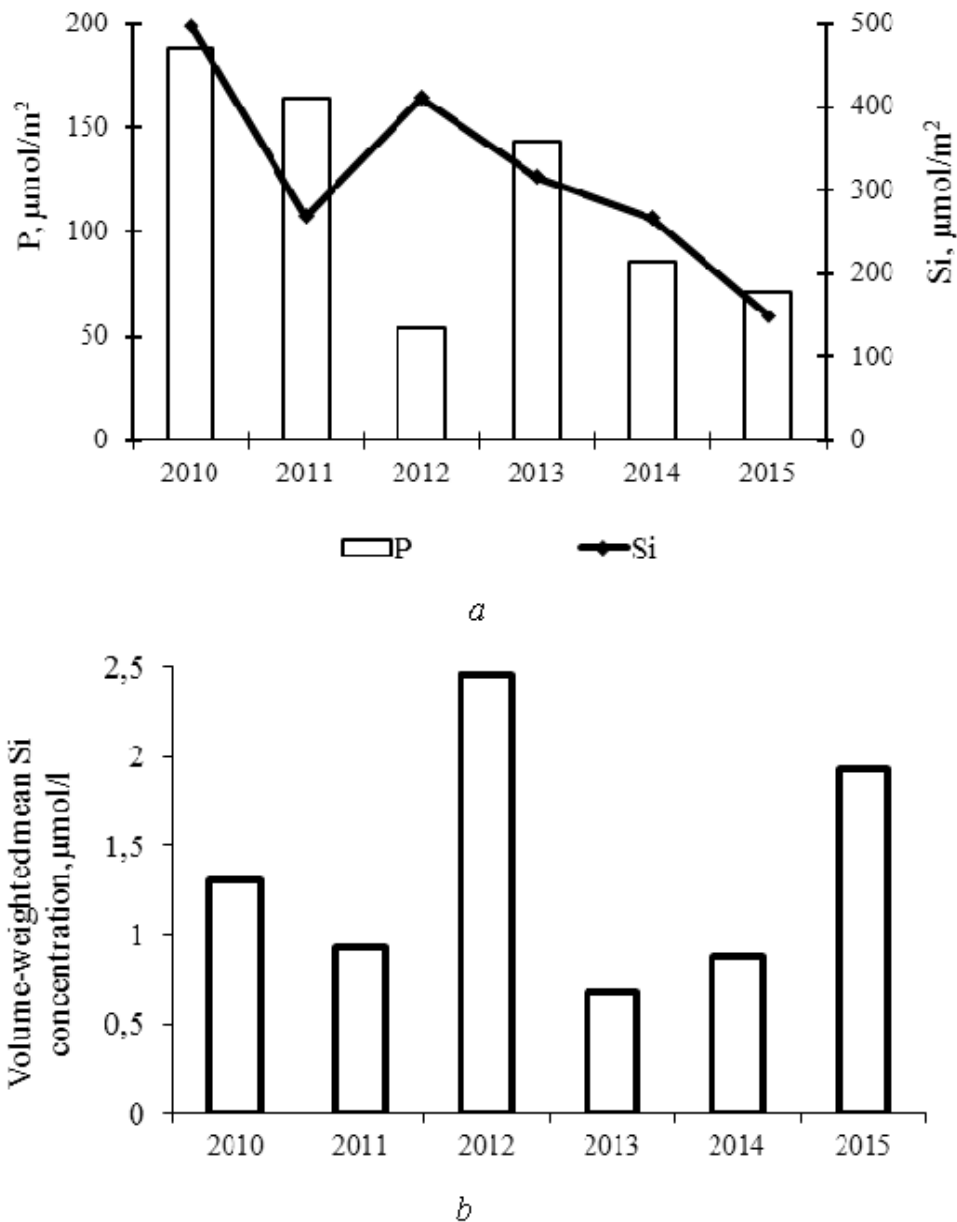 200
150
100
50
0
P, µmol/m²
500
400
300
200
100
0
Si, µmol/m²
2010 2011 2012 2013 2014 2015
P Si
a
2,5
2
1,5
1
0,5
0
Volume-weightedmean Si
concentration, µmol/l
2010 2011 2012 2013 2014 2015
b